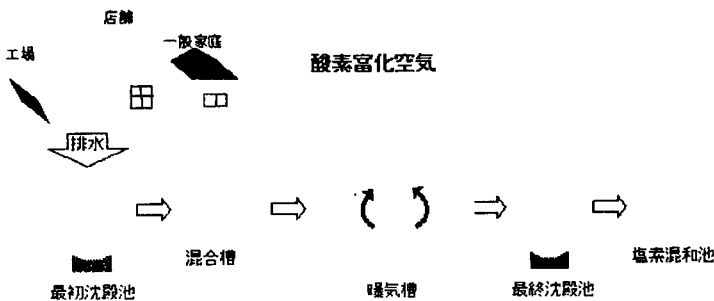 店舗
一般家庭
工場
酸素富化空気
排水
混合槽
塩素混和池
最初沈殿池
曝気槽
最終沈殿池